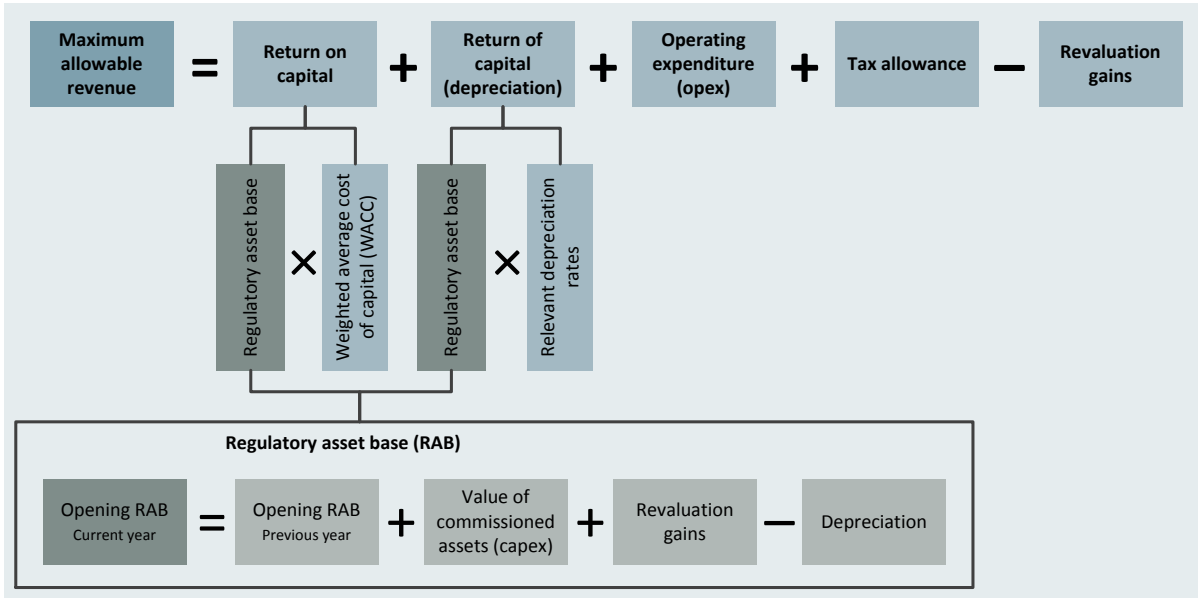 Maximum
allowable
revenue
=
Return on
capital
+
Return of
capital
(depreciation)
+
Operating
expenditure
(opex)
+
Tax allowance
−
Revaluation
gains
Regulatory asset base
×
Weighted average cost
of capital (WACC)
Regulatory asset base
×
Relevant depreciation
rates
Regulatory asset base (RAB)
Opening RAB
Current year
=
Opening RAB
Previous year
+
Value of
commissioned
assets (capex)
+
Revaluation
gains
−
Depreciation